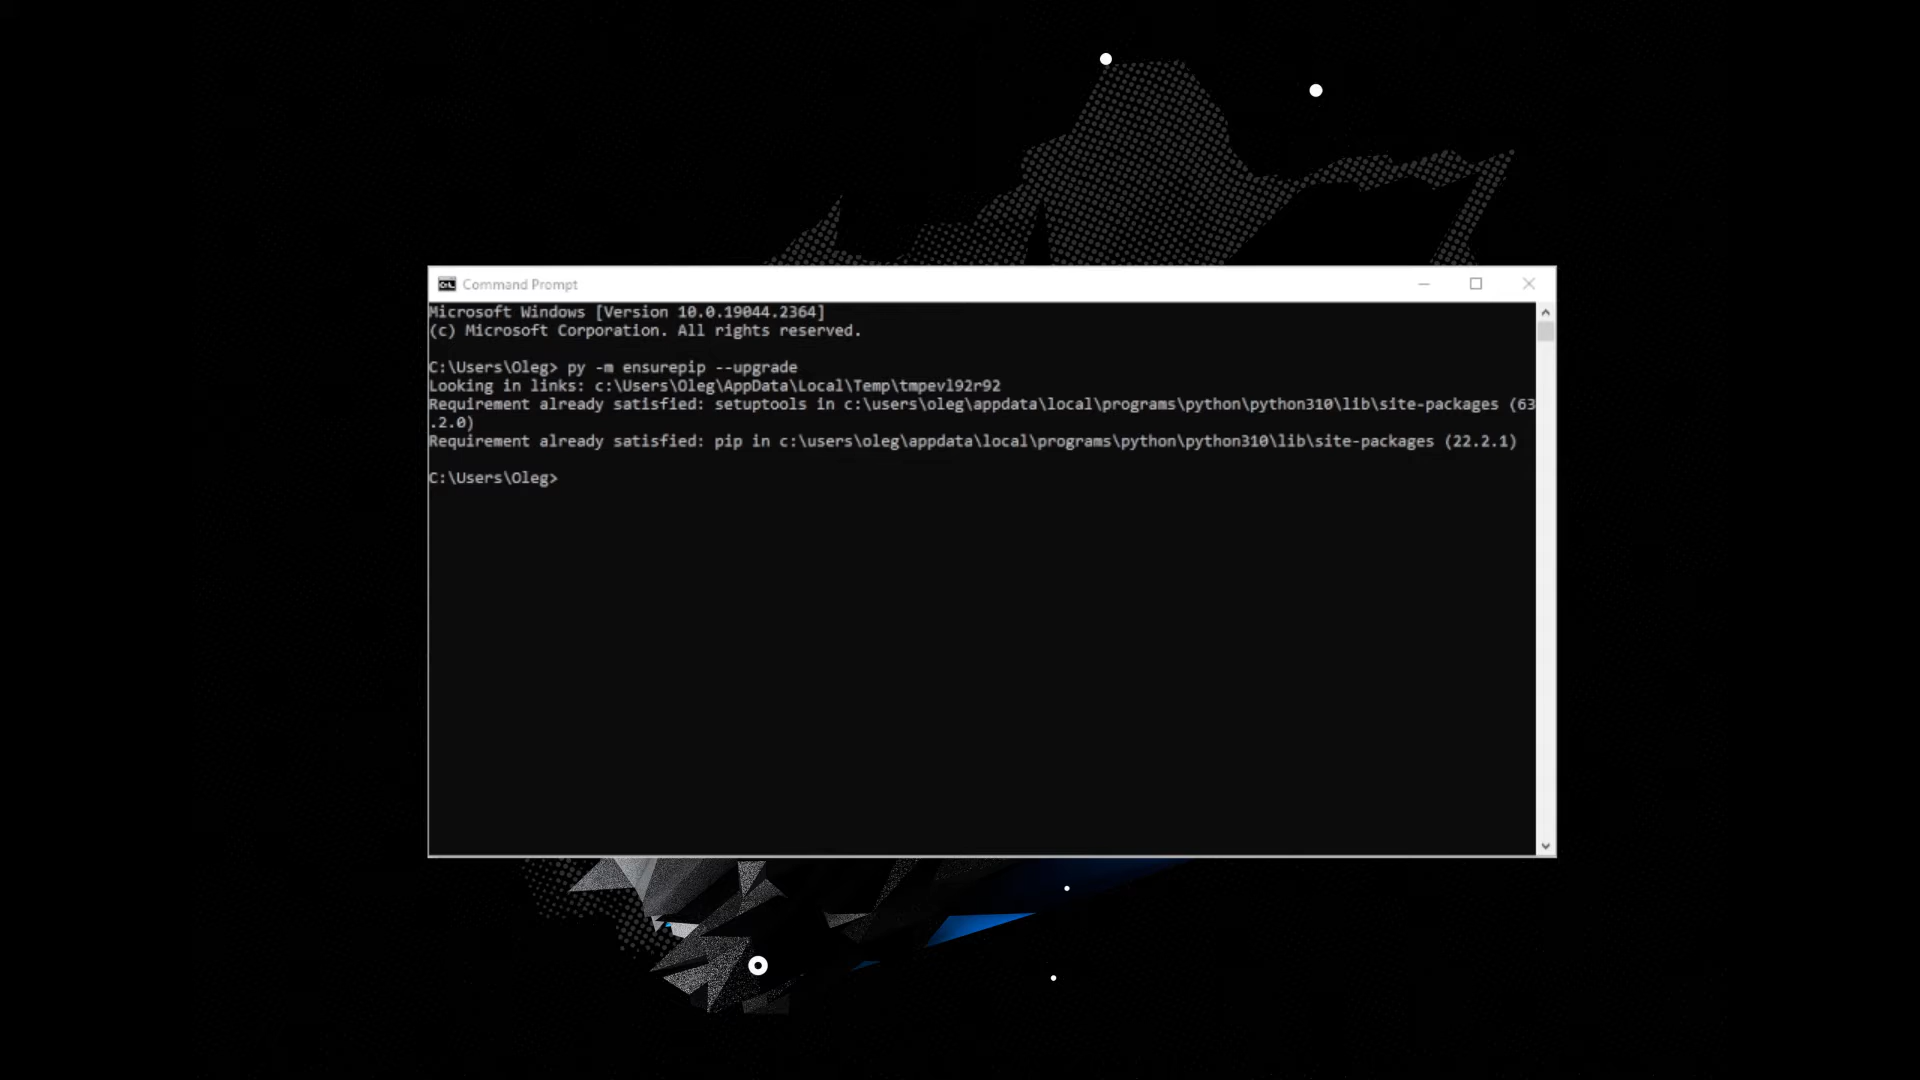 Command Prompt
Microsoft Windows [Version 10.0.19044.2364]
(c) Microsoft Corporation. All rights reserved.
C:\Users\Oleg> py -m ensurepip --upgrade
Looking in links: c:\Users\Oleg\AppData\Local\Temp\tmpevl92r92
Requirement already satisfied: setuptools in c:\users\oleg\appdata\local\programs\python\python310\lib\site-packages (63
.2.0)
Requirement already satisfied: pip in c:\users\oleg\appdata\local\programs\python\python310\lib\site-packages (22.2.1)
C:\Users\Oleg>